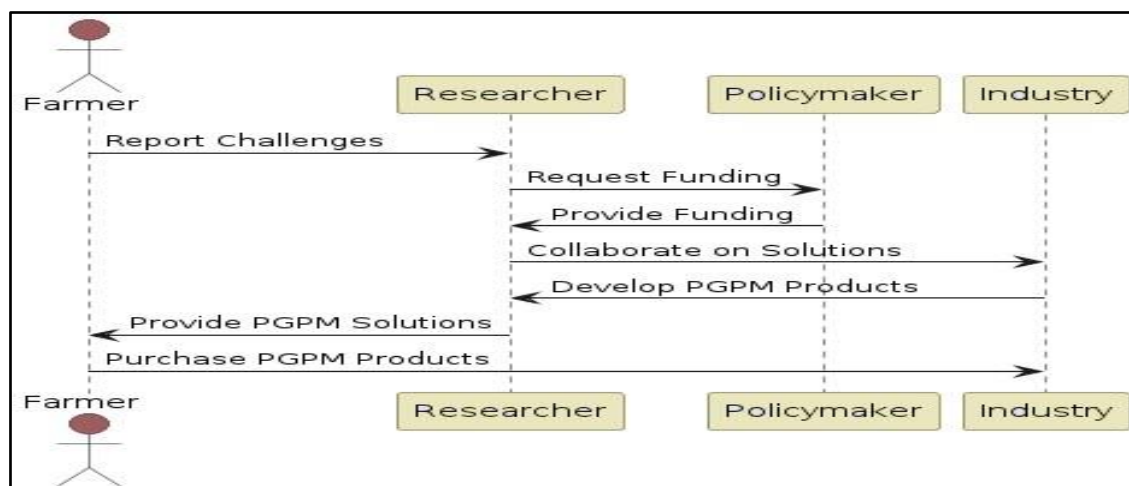 Farmer
Researcher Policymaker Industry
Report Challenges
Request Funding
Provide Funding
Collaborate on Solutions
Develop PGPM Products
Provide PGPM Solutions
Purchase PGPM Products
Farmer
Researcher Policymaker Industry